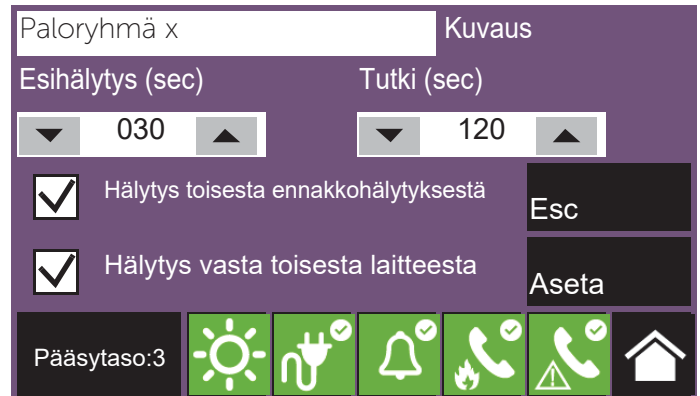 Paloryhmä x Kuvaus
Esihälytys (sec) Tutki (sec)
030 120
Hälytys toisesta ennakkohälytyksestä
Esc
Hälytys vasta toisesta laitteesta
Aseta
Pääsytaso:3